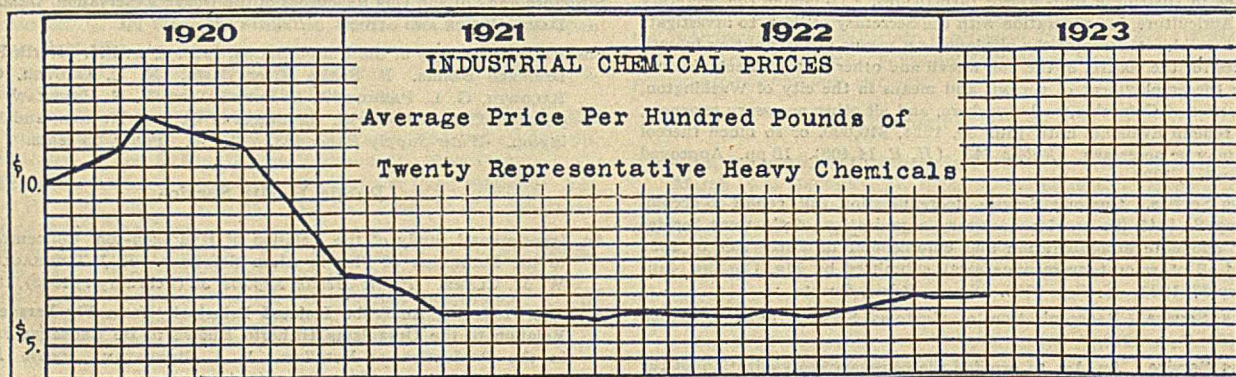 1920 1921 1922 1923
INDUSTRIAL CHEMICAL PRICES
Average Price Per Hundred Pounds of
Twenty Representative Heavy Chemicals
$10.
$5.